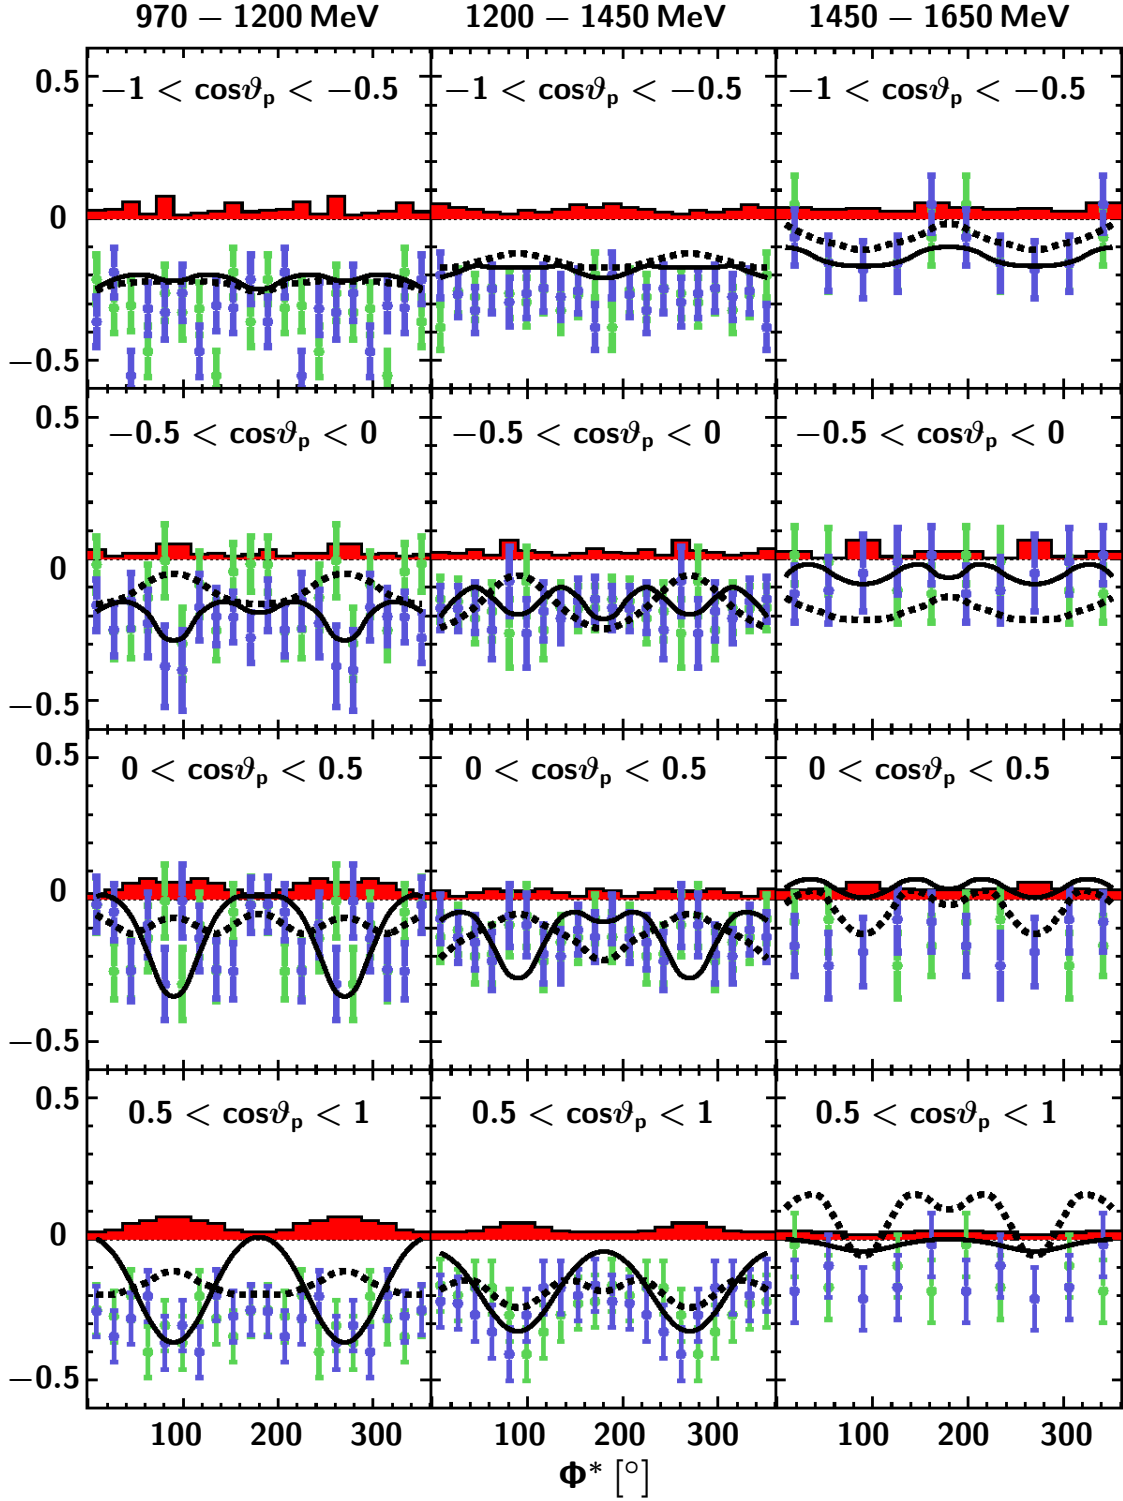 970 − 1200 MeV 1200 − 1450 MeV 1450 − 1650 MeV
0.5 −1 < cosϑp < −0.5 −1 < cosϑp < −0.5 −1 < cosϑp < −0.5
0
−0.5
0.5 −0.5 < cosϑp < 0 −0.5 < cosϑp < 0 −0.5 < cosϑp < 0
0
−0.5
0.5 0 < cosϑp < 0.5 0 < cosϑp < 0.5 0 < cosϑp < 0.5
0
−0.5
0.5 0.5 < cosϑp < 1 0.5 < cosϑp < 1 0.5 < cosϑp < 1
0
−0.5
100 200 300 100 200 300 100 200 300
Φ* [°]